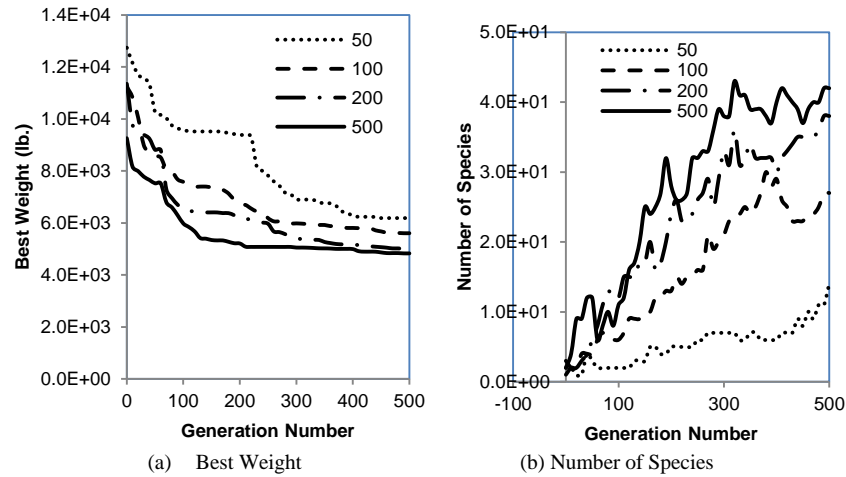 1.4E+04
1.2E+04
1.0E+04
8.0E+03
6.0E+03
4.0E+03
2.0E+03
0.0E+00
Best Weight (lb.)
50
100
200
500
0 100 200 300 400 500
Generation Number
(a) Best Weight
5.0E+01
4.0E+01
3.0E+01
2.0E+01
1.0E+01
0.0E+00
Number of Species
50
100
200
500
-100 100 300 500
Generation Number
(b) Number of Species